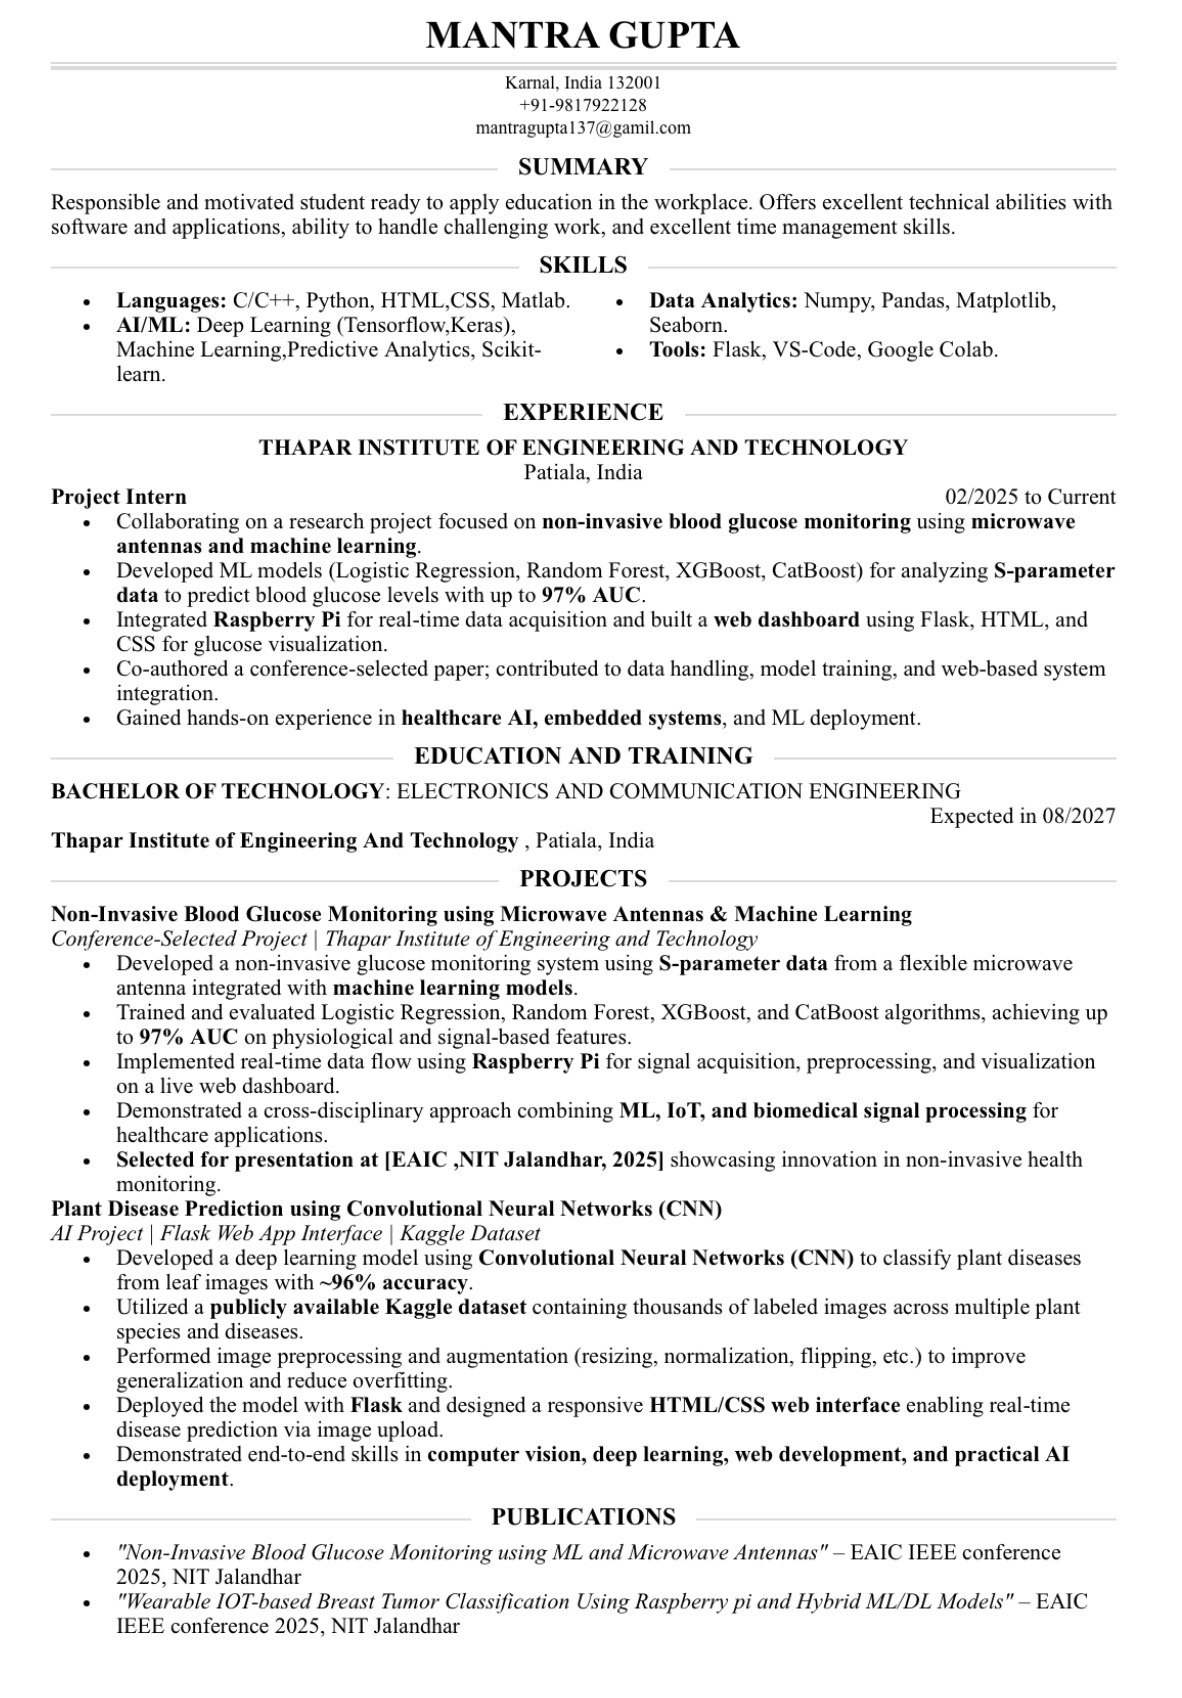 MANTRA GUPTA
Karnal, India 132001
+91-9817922128
mantragupta137@gamil.com
SUMMARY
Responsible and motivated student ready to apply education in the workplace. Offers excellent technical abilities with
software and applications, ability to handle challenging work, and excellent time management skills.
SKILLS
• Languages: C/C++, Python, HTML,CSS, Matlab.
• AI/ML: Deep Learning (Tensorflow,Keras),
Machine Learning,Predictive Analytics, Scikit-
learn.
• Data Analytics: Numpy, Pandas, Matplotlib,
Seaborn.
• Tools: Flask, VS-Code, Google Colab.
EXPERIENCE
THAPAR INSTITUTE OF ENGINEERING AND TECHNOLOGY
Patiala, India
Project Intern 02/2025 to Current
• Collaborating on a research project focused on non-invasive blood glucose monitoring using microwave
antennas and machine learning.
• Developed ML models (Logistic Regression, Random Forest, XGBoost, CatBoost) for analyzing S-parameter
data to predict blood glucose levels with up to 97% AUC.
• Integrated Raspberry Pi for real-time data acquisition and built a web dashboard using Flask, HTML, and
CSS for glucose visualization.
• Co-authored a conference-selected paper; contributed to data handling, model training, and web-based system
integration.
• Gained hands-on experience in healthcare AI, embedded systems, and ML deployment.
EDUCATION AND TRAINING
BACHELOR OF TECHNOLOGY: ELECTRONICS AND COMMUNICATION ENGINEERING
Expected in 08/2027
Thapar Institute of Engineering And Technology , Patiala, India
PROJECTS
Non-Invasive Blood Glucose Monitoring using Microwave Antennas & Machine Learning
Conference-Selected Project | Thapar Institute of Engineering and Technology
• Developed a non-invasive glucose monitoring system using S-parameter data from a flexible microwave
antenna integrated with machine learning models.
• Trained and evaluated Logistic Regression, Random Forest, XGBoost, and CatBoost algorithms, achieving up
to 97% AUC on physiological and signal-based features.
• Implemented real-time data flow using Raspberry Pi for signal acquisition, preprocessing, and visualization
on a live web dashboard.
• Demonstrated a cross-disciplinary approach combining ML, IoT, and biomedical signal processing for
healthcare applications.
• Selected for presentation at [EAIC ,NIT Jalandhar, 2025] showcasing innovation in non-invasive health
monitoring.
Plant Disease Prediction using Convolutional Neural Networks (CNN)
AI Project | Flask Web App Interface | Kaggle Dataset
• Developed a deep learning model using Convolutional Neural Networks (CNN) to classify plant diseases
from leaf images with ~96% accuracy.
• Utilized a publicly available Kaggle dataset containing thousands of labeled images across multiple plant
species and diseases.
• Performed image preprocessing and augmentation (resizing, normalization, flipping, etc.) to improve
generalization and reduce overfitting.
• Deployed the model with Flask and designed a responsive HTML/CSS web interface enabling real-time
disease prediction via image upload.
• Demonstrated end-to-end skills in computer vision, deep learning, web development, and practical AI
deployment.
PUBLICATIONS
• "Non-Invasive Blood Glucose Monitoring using ML and Microwave Antennas" – EAIC IEEE conference
2025, NIT Jalandhar
• "Wearable IOT-based Breast Tumor Classification Using Raspberry pi and Hybrid ML/DL Models" – EAIC
IEEE conference 2025, NIT Jalandhar